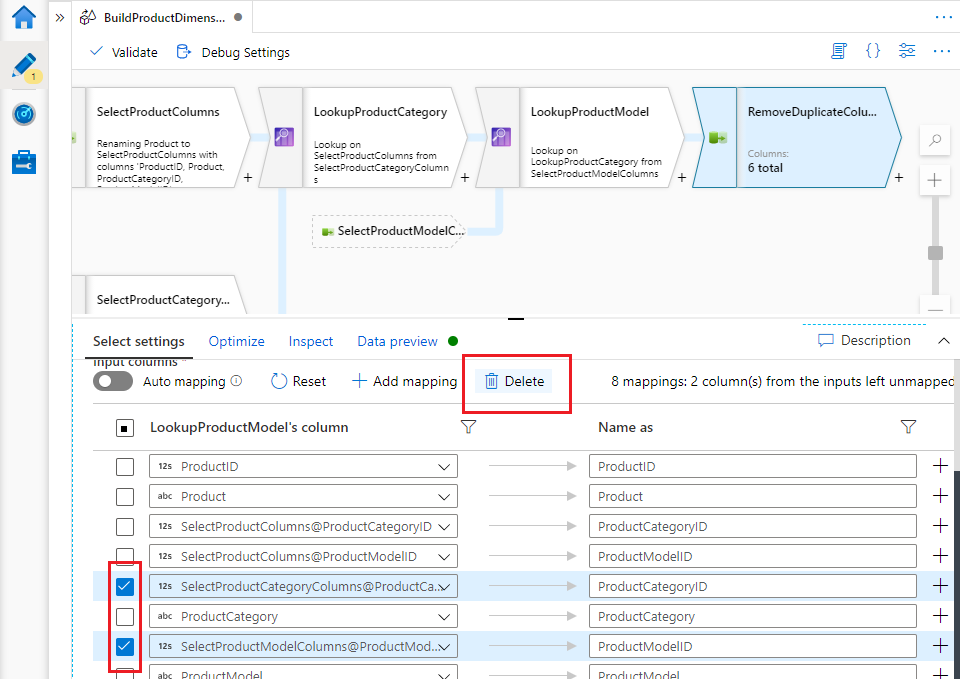 BuildProductDimens...
1
Validate
Debug Settings
{}
SelectProductColumns
Renaming Product to
SelectProductColumns with
columns 'ProductID, Product,
ProductCategoryID,
LookupProductCategory
Lookup on
SelectProductColumns from
SelectProductCategoryColumn
s
LookupProductModel
Lookup on
LookupProductCategory from
SelectProductModelColumns
RemoveDuplicateColu...
Columns:
6 total
SelectProductModelC...
SelectProductCategory...
Select settings
Optimize
Inspect
Data preview
Description
Input columns *
Auto mapping
Reset
Add mapping
Delete
8 mappings: 2 column(s) from the inputs left unmapped
LookupProductModel's column
Name as
12s ProductID
ProductID
abc Product
Product
12s SelectProductColumns@ProductCategoryID
ProductCategoryID
12s SelectProductColumns@ProductModelID
ProductModelID
12s SelectProductCategoryColumns@ProductCa...
ProductCategoryID
abc ProductCategory
ProductCategory
12s SelectProductModelColumns@ProductMod...
ProductModelID
abc ProductModel
ProductModel